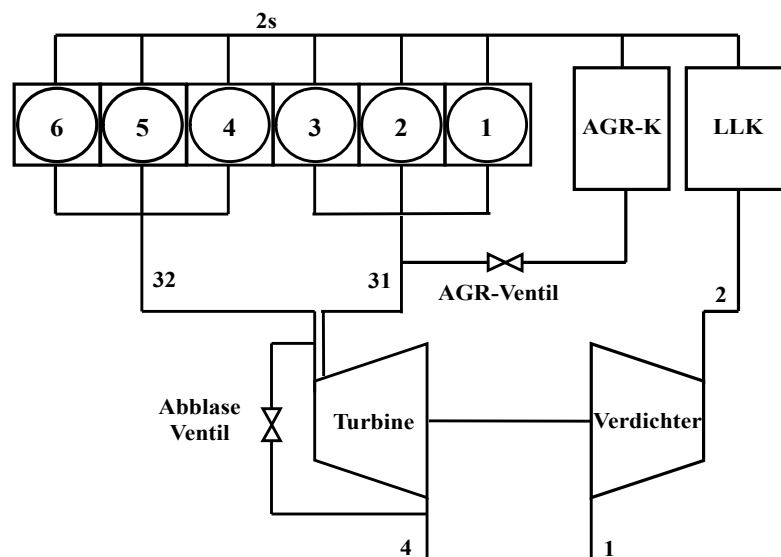 2s
6 5 4 3 2 1
AGR-K
LLK
32
31
AGR-Ventil
2
Abblase
Ventil
Turbine
Verdichter
4
1